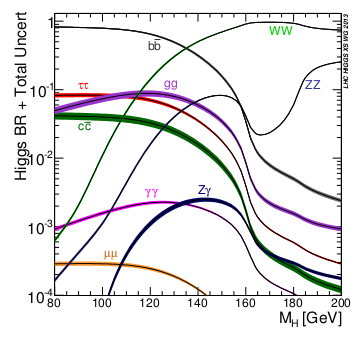 Higgs BR + Total Uncert
LHC HIGGS XS WG 2013
1
10⁻¹
10⁻²
10⁻³
10⁻⁴
bb̄
WW
ττ
gg
ZZ
cc̄
γγ
Zγ
μμ
80 100 120 140 160 180 200
M_H [GeV]